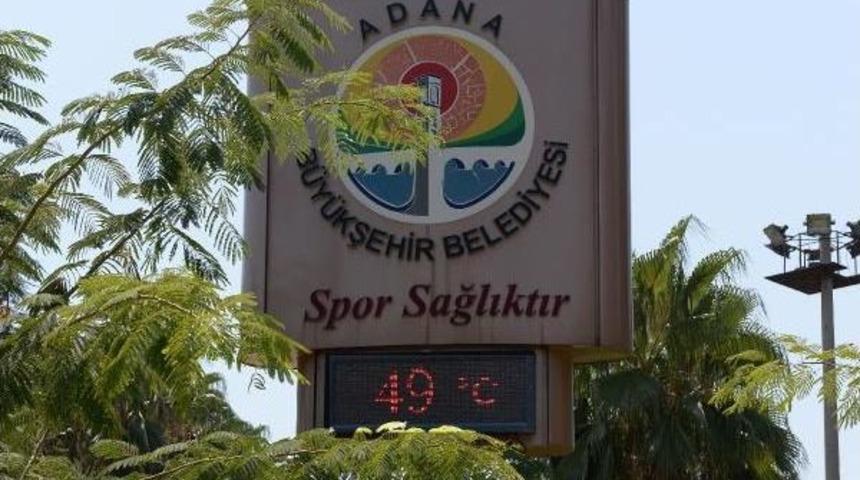 ADANA
BÜYÜKŞEHİR BELEDİYESİ
Spor Sağlıktır
49 °C